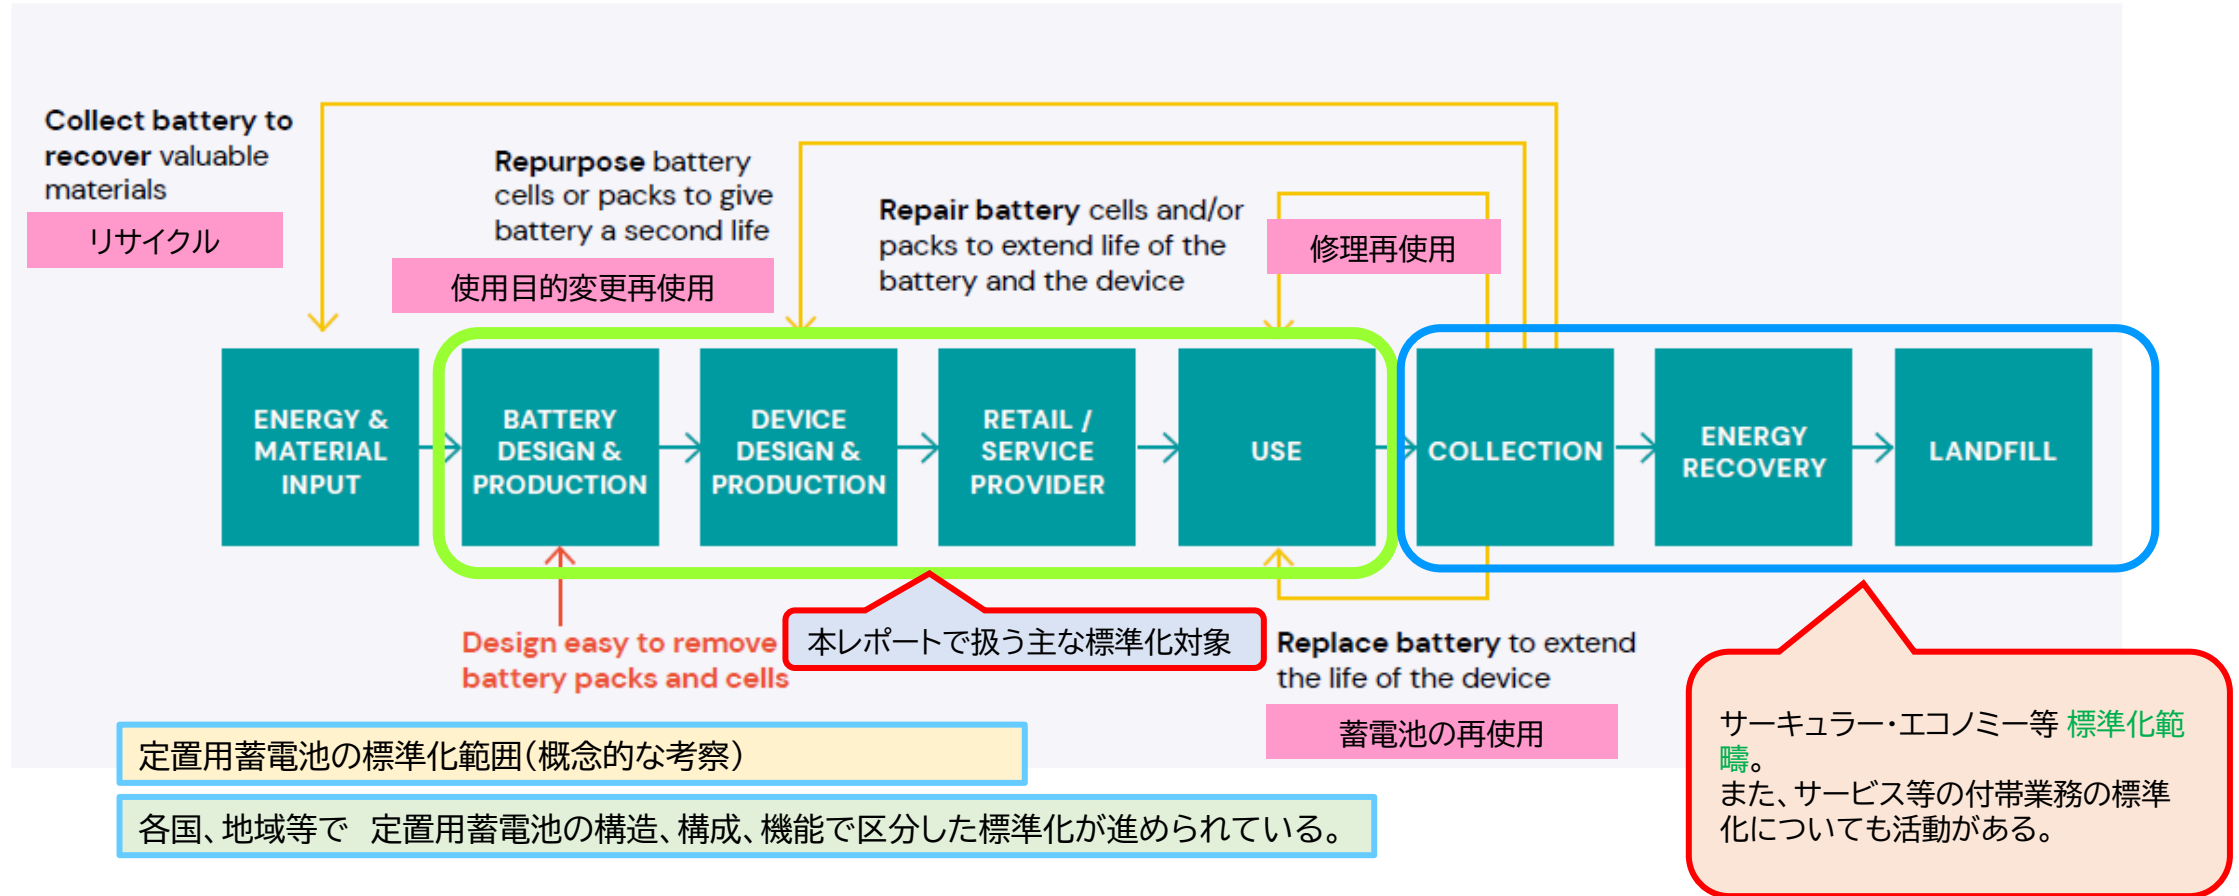 Collect battery to
recover valuable
materials
リサイクル
Repurpose battery
cells or packs to give
battery a second life
使用目的変更再使用
Repair battery cells and/or
packs to extend life of the
battery and the device
修理再使用
ENERGY &
MATERIAL
INPUT
BATTERY
DESIGN &
PRODUCTION
DEVICE
DESIGN &
PRODUCTION
RETAIL /
SERVICE
PROVIDER
USE
COLLECTION
ENERGY
RECOVERY
LANDFILL
Design easy to remove
battery packs and cells
本レポートで扱う主な標準化対象
Replace battery to extend
the life of the device
蓄電池の再使用
サーキュラー・エコノミー等 標準化範
疇。
また、サービス等の付帯業務の標準
化についても活動がある。
定置用蓄電池の標準化範囲(概念的な考察)
各国、地域等で　定置用蓄電池の構造、構成、機能で区分した標準化が進められている。